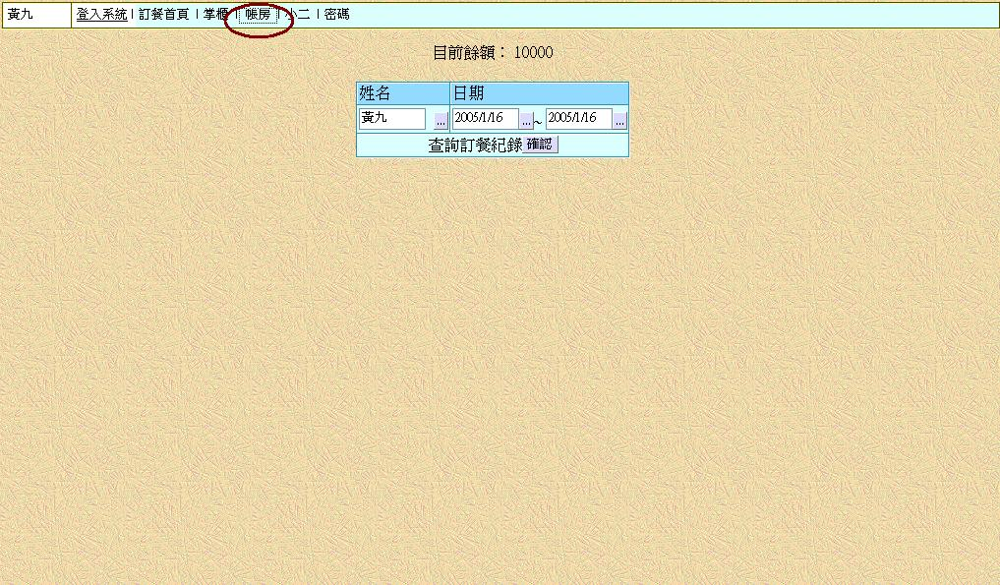 黃九 登入系統 | 訂餐首頁 | 掌櫃 | 帳房 | 小二 | 密碼
目前餘額： 10000
姓名 日期
黃九 ... 2005/1/16 ... ~ 2005/1/16 ...
查詢訂餐紀錄 確認